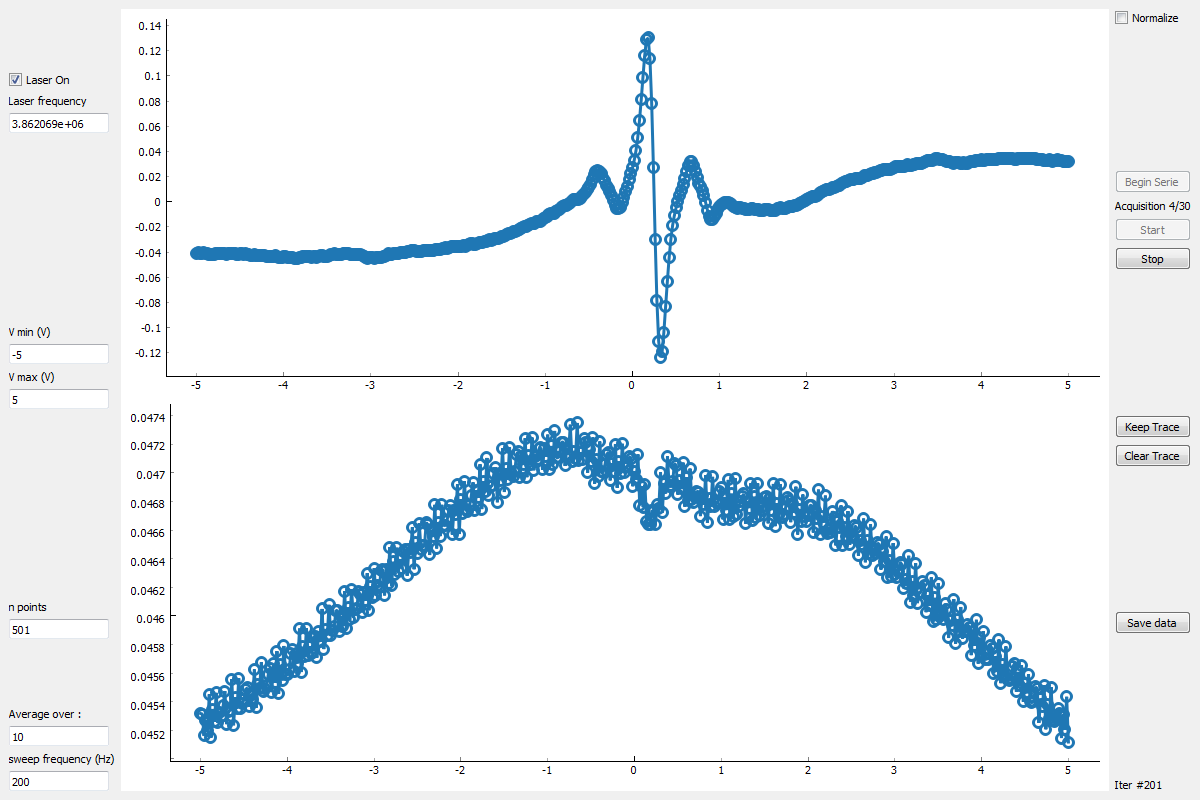 Laser On
Laser frequency
3.862069e+06
V min (V)
-5
V max (V)
5
n points
501
Average over :
10
sweep frequency (Hz)
200
0.14
0.12
0.1
0.08
0.06
0.04
0.02
0
-0.02
-0.04
-0.06
-0.08
-0.1
-0.12
-5 -4 -3 -2 -1 0 1 2 3 4 5
0.0474
0.0472
0.047
0.0468
0.0466
0.0464
0.0462
0.046
0.0458
0.0456
0.0454
0.0452
-5 -4 -3 -2 -1 0 1 2 3 4 5
Normalize
Begin Serie
Acquisition 4/30
Start
Stop
Keep Trace
Clear Trace
Save data
Iter #201